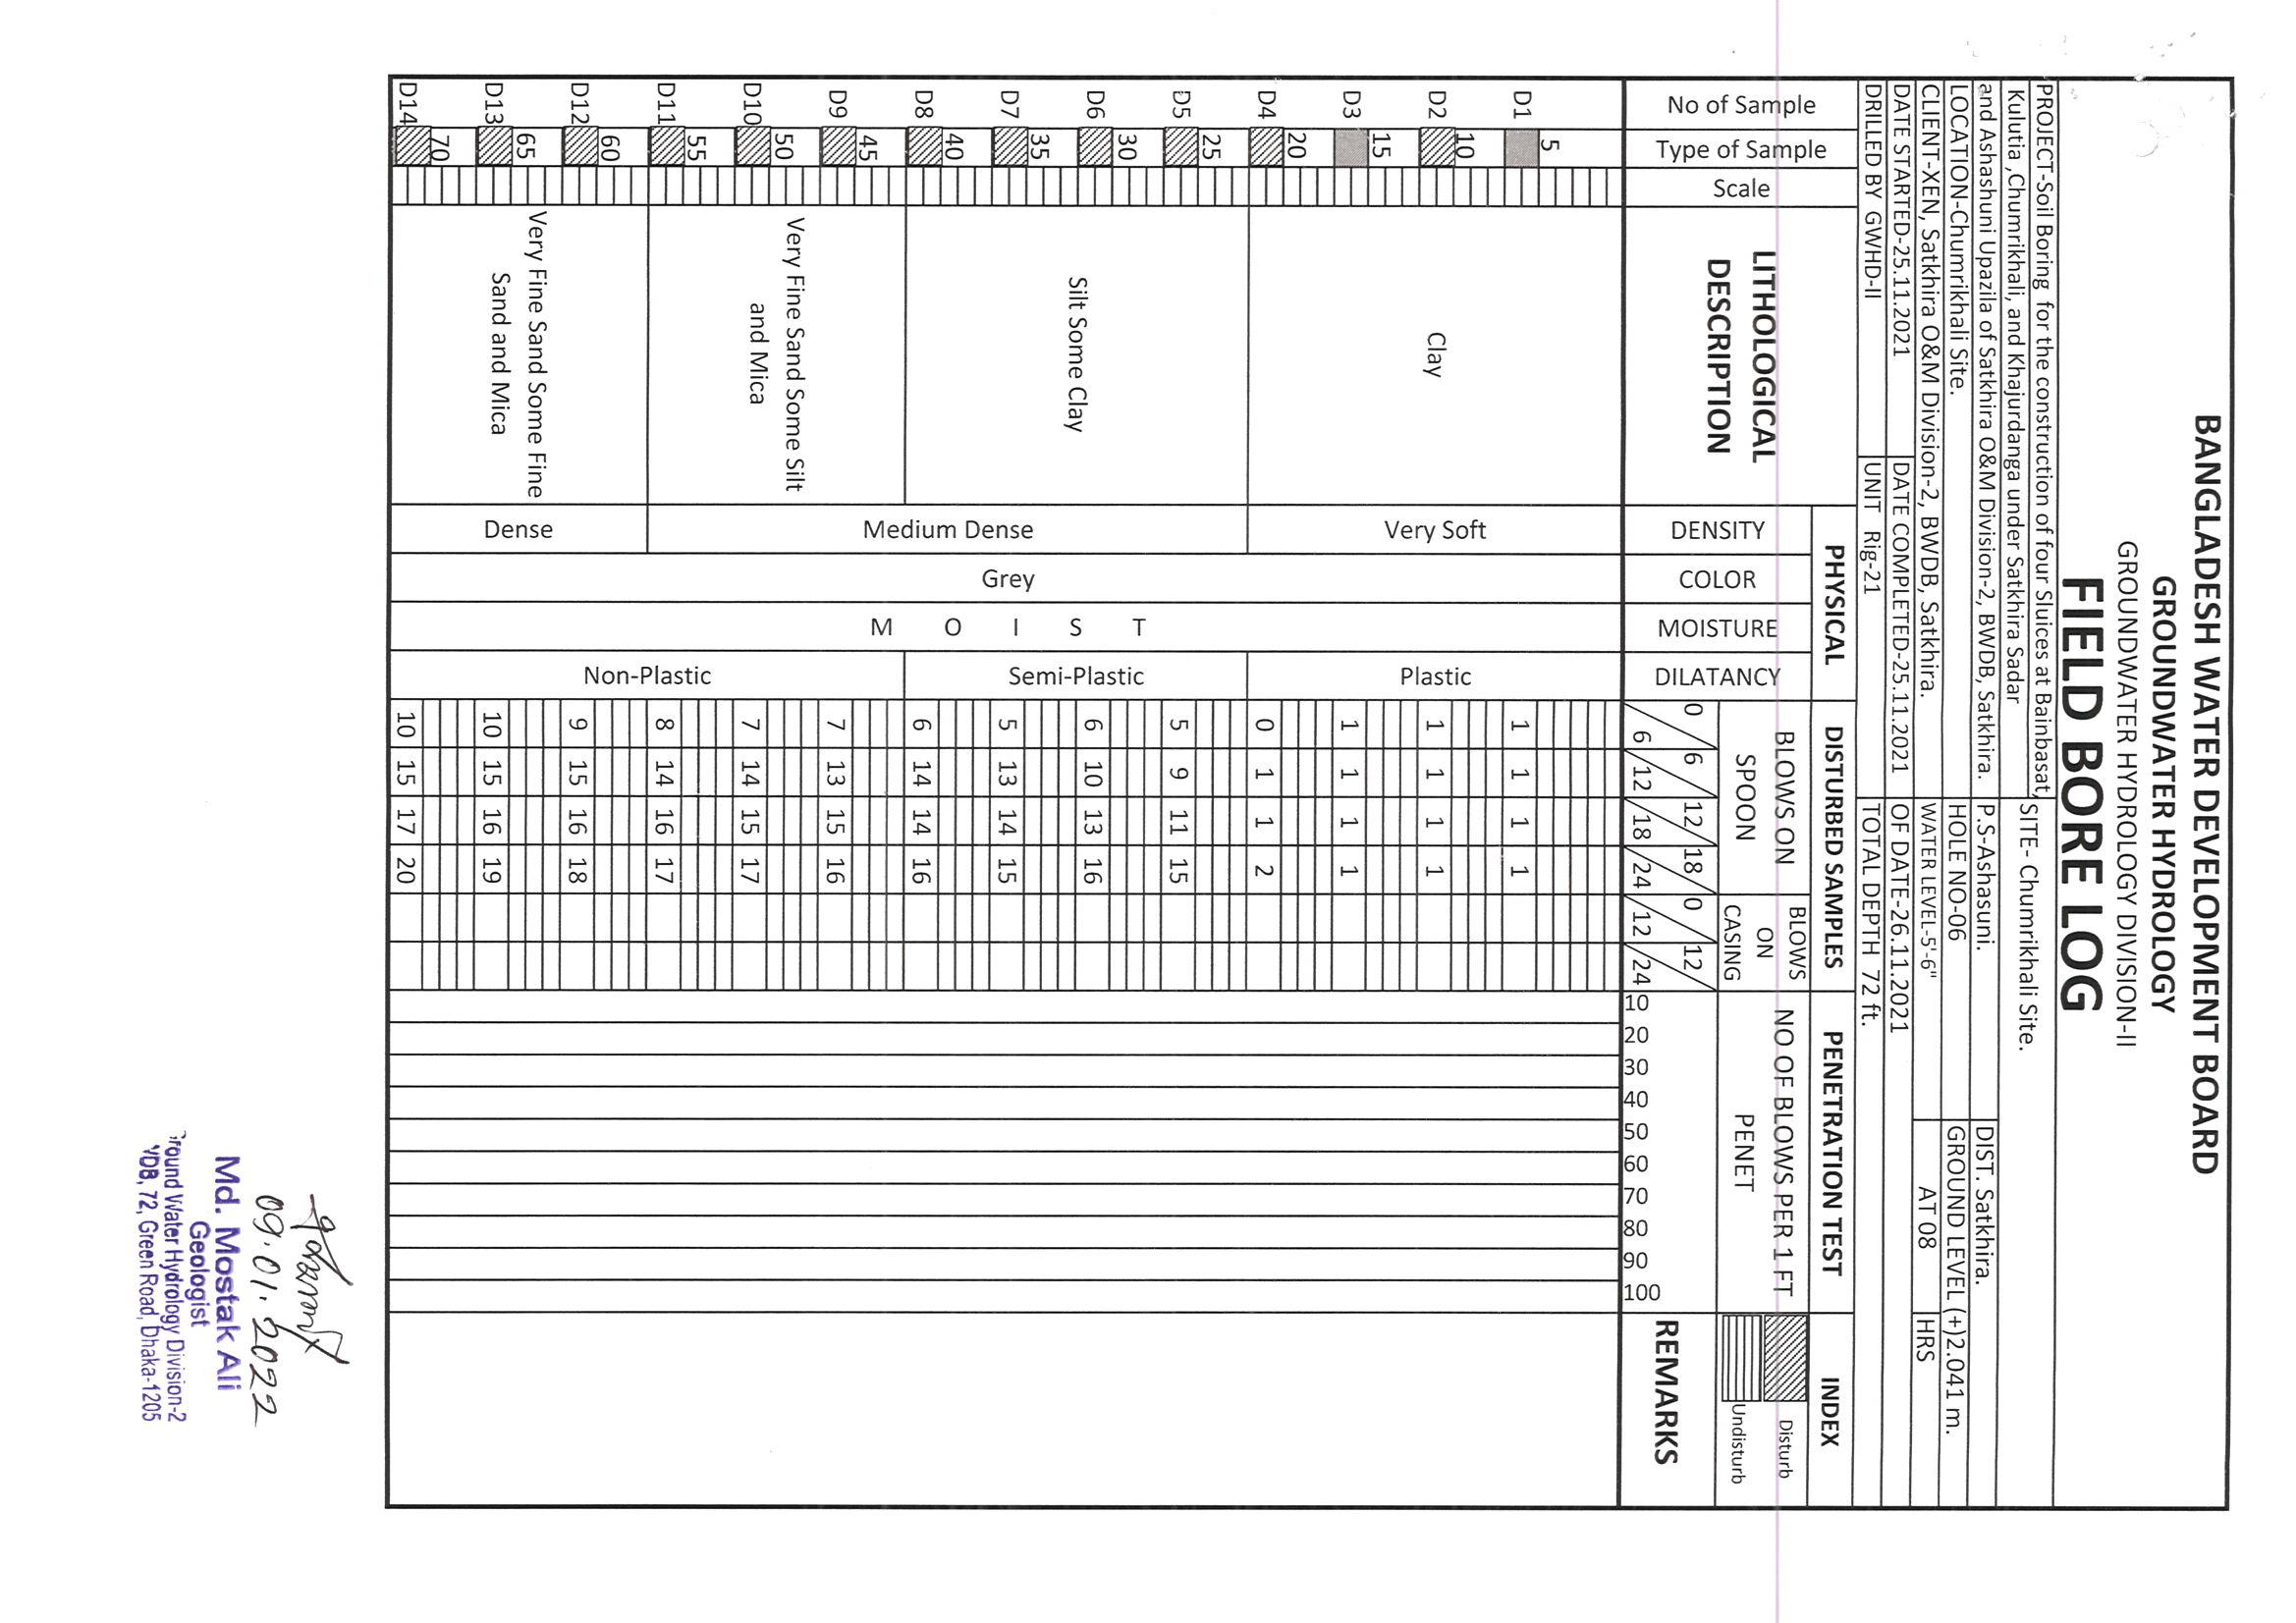 BANGLADESH WATER DEVELOPMENT BOARD
GROUNDWATER HYDROLOGY
GROUNDWATER HYDROLOGY DIVISION-II
FIELD BORE LOG
PROJECT-Soil Boring for the construction of four Sluices at Bainbasat,
Kulutia ,Chumrikhali, and Khajurdanga under Satkhira Sadar
and Ashashuni Upazila of Satkhira O&M Division-2, BWDB, Satkhira.
SITE- Chumrikhali Site.
P.S-Ashasuni. DIST. Satkhira.
LOCATION-Chumrikhali Site. HOLE NO-06 GROUND LEVEL (+)2.041 m.
CLIENT-XEN, Satkhira O&M Division-2, BWDB, Satkhira. WATER LEVEL-5'-6" AT 08 HRS
DATE STARTED-25.11.2021 DATE COMPLETED-25.11.2021 OF DATE-26.11.2021
DRILLED BY GWHD-II UNIT Rig-21 TOTAL DEPTH 72 ft.
No of Sample
Type of Sample
Scale
LITHOLOGICAL
DESCRIPTION
PHYSICAL
DENSITY
COLOR
MOISTURE
DILATANCY
DISTURBED SAMPLES
BLOWS ON
SPOON
BLOWS
ON
CASING
0 6 12 18 0 12
6 12 18 24 12 24
PENETRATION TEST
NO OF BLOWS PER 1 FT
PENET
10 20 30 40 50 60 70 80 90 100
INDEX
Disturb
Undisturb
REMARKS
5
D1 1 1 1 1
10
D2 1 1 1 1
15
D3 1 1 1 1
20
D4 0 1 1 2
25
D5 5 9 11 15
30
D6 6 10 13 16
35
D7 5 13 14 15
40
D8 6 14 14 16
45
D9 7 13 15 16
50
D10 7 14 15 17
55
D11 8 14 16 17
60
D12 9 15 16 18
65
D13 10 15 16 19
70
D14 10 15 17 20
Clay
Silt Some Clay
Very Fine Sand Some Silt
and Mica
Very Fine Sand Some Fine
Sand and Mica
Very Soft
Medium Dense
Dense
Grey
MOIST
Plastic
Semi-Plastic
Non-Plastic
09.01.2022
Md. Mostak Ali
Geologist
round Water Hydrology Division-2
VDB, 72, Green Road, Dhaka-1205